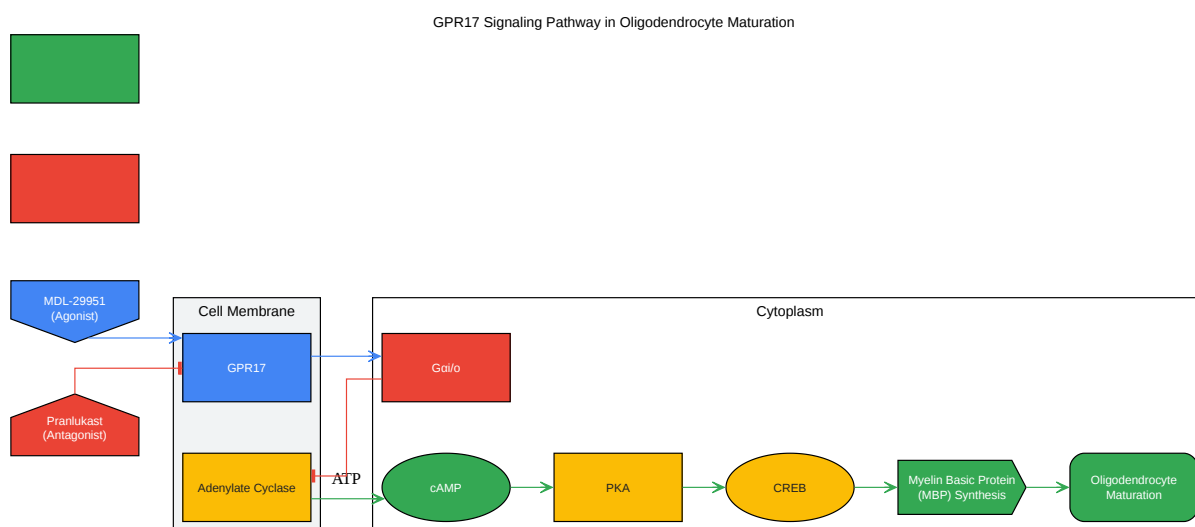 GPR17 Signaling Pathway in Oligodendrocyte Maturation
MDL-29951
(Agonist)
Cell Membrane
Cytoplasm
GPR17
Gαi/o
Pranlukast
(Antagonist)
Adenylate Cyclase
ATP
cAMP
PKA
CREB
Myelin Basic Protein
(MBP) Synthesis
Oligodendrocyte
Maturation